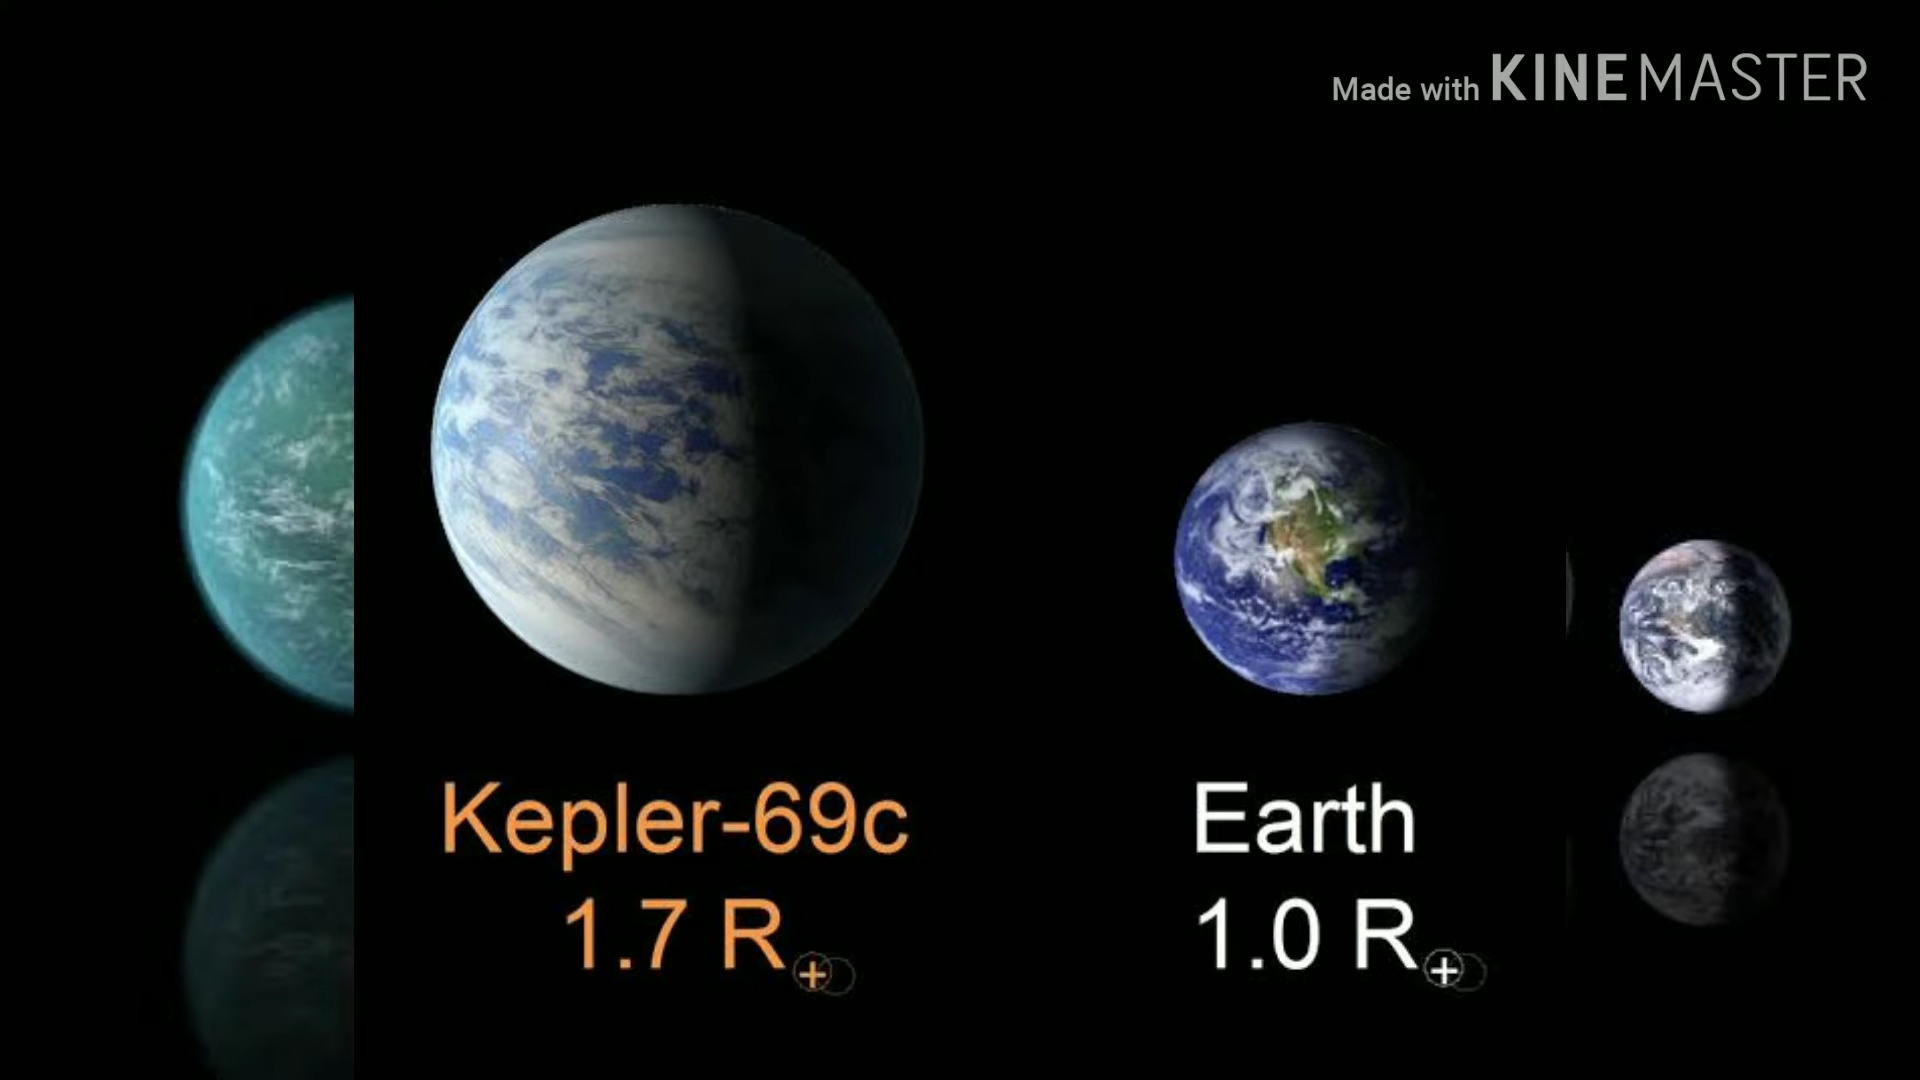 Made with KINEMASTER
Kepler-69c
Earth
1.7 R⊕
1.0 R⊕